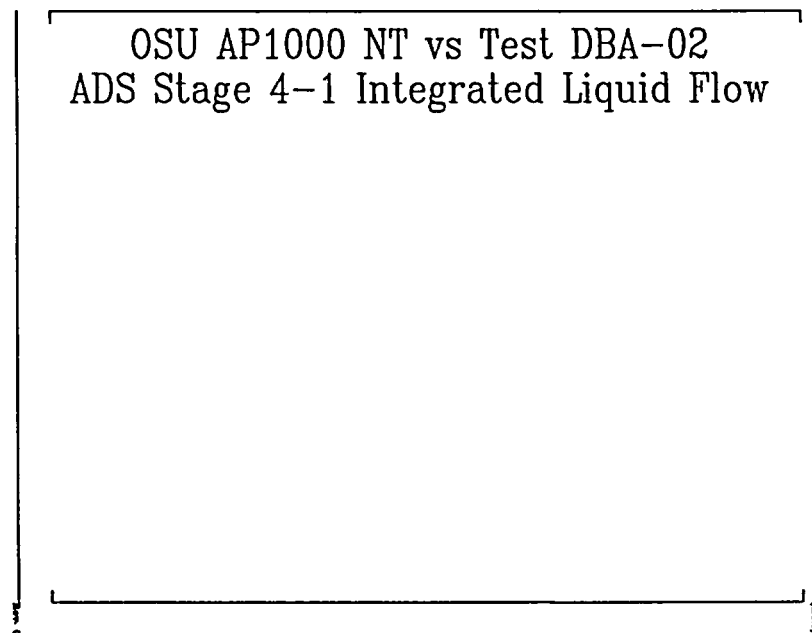 OSU AP1000 NT vs Test DBA-02
ADS Stage 4-1 Integrated Liquid Flow